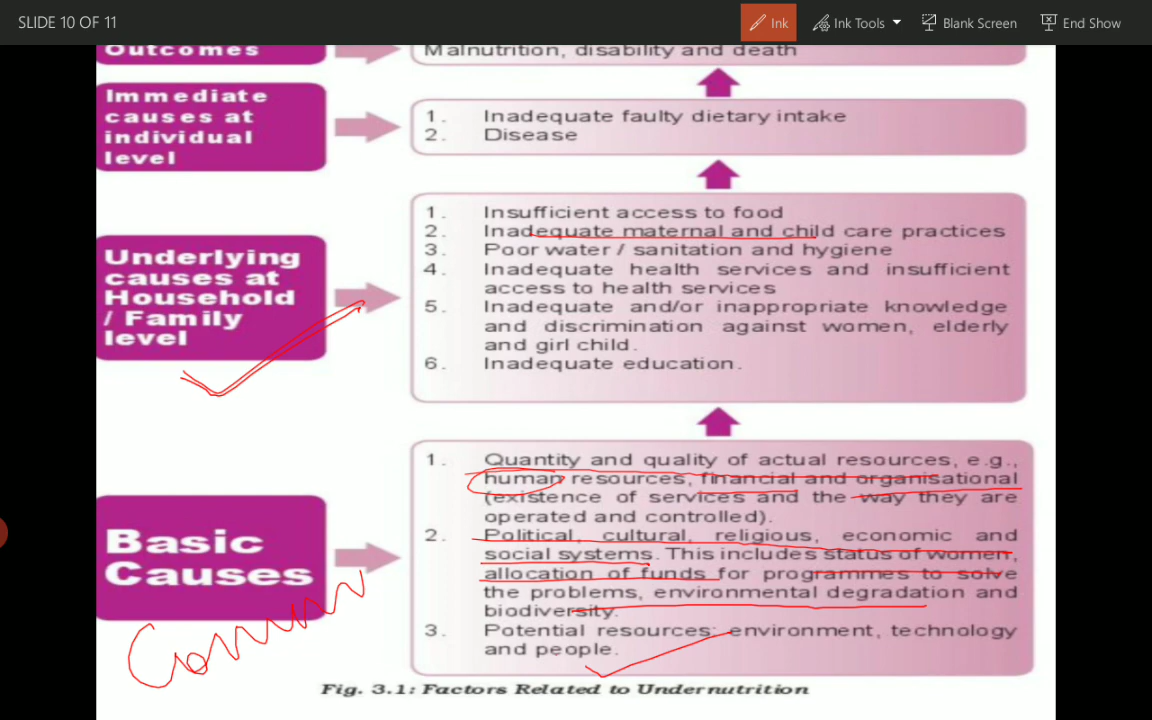 SLIDE 10 OF 11
Ink
Ink Tools
Blank Screen
End Show
Outcomes
Malnutrition, disability and death
Immediate
causes at
individual
level
1. Inadequate faulty dietary intake
2. Disease
Underlying
causes at
Household
/ Family
level
1. Insufficient access to food
2. Inadequate maternal and child care practices
3. Poor water / sanitation and hygiene
4. Inadequate health services and insufficient
access to health services
5. Inadequate and/or inappropriate knowledge
and discrimination against women, elderly
and girl child.
6. Inadequate education.
Basic
Causes
1. Quantity and quality of actual resources, e.g.,
human resources, financial and organisational
(existence of services and the way they are
operated and controlled).
2. Political, cultural, religious, economic and
social systems. This includes status of women,
allocation of funds for programmes to solve
the problems, environmental degradation and
biodiversity.
3. Potential resources: environment, technology
and people.
Fig. 3.1: Factors Related to Undernutrition